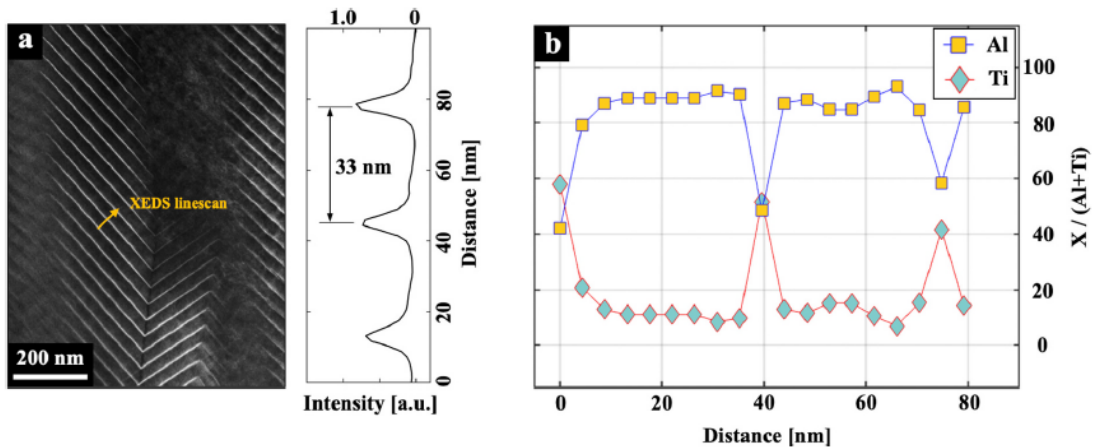 a
XEDS linescan
200 nm
1.0 0
33 nm
0 20 40 60 80
Distance [nm]
Intensity [a.u.]
b
Al
Ti
100
80
60
40
20
0
X / (Al+Ti)
0 20 40 60 80
Distance [nm]